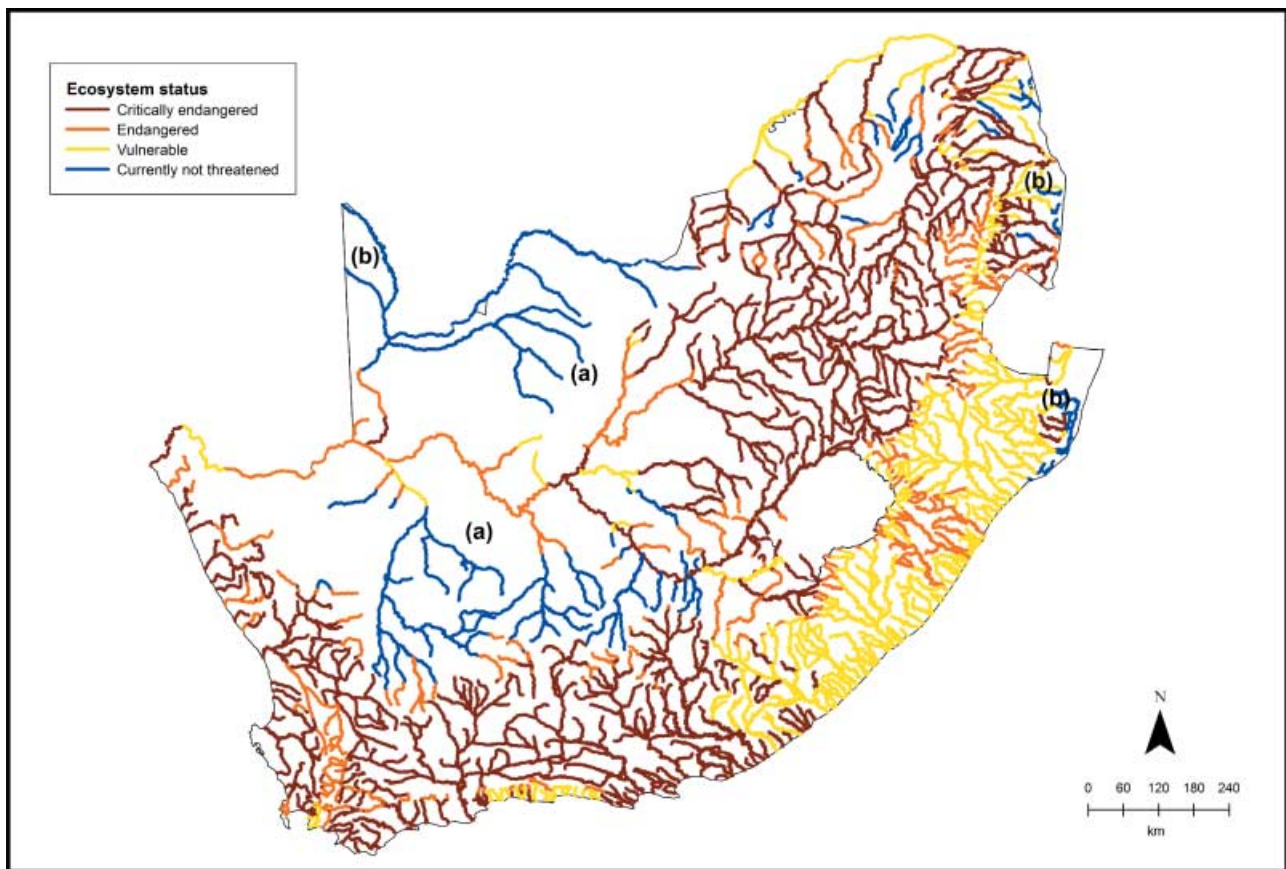 Ecosystem status
Critically endangered
Endangered
Vulnerable
Currently not threatened
(b)
(b)
(a)
(b)
(a)
N
0 60 120 180 240
km